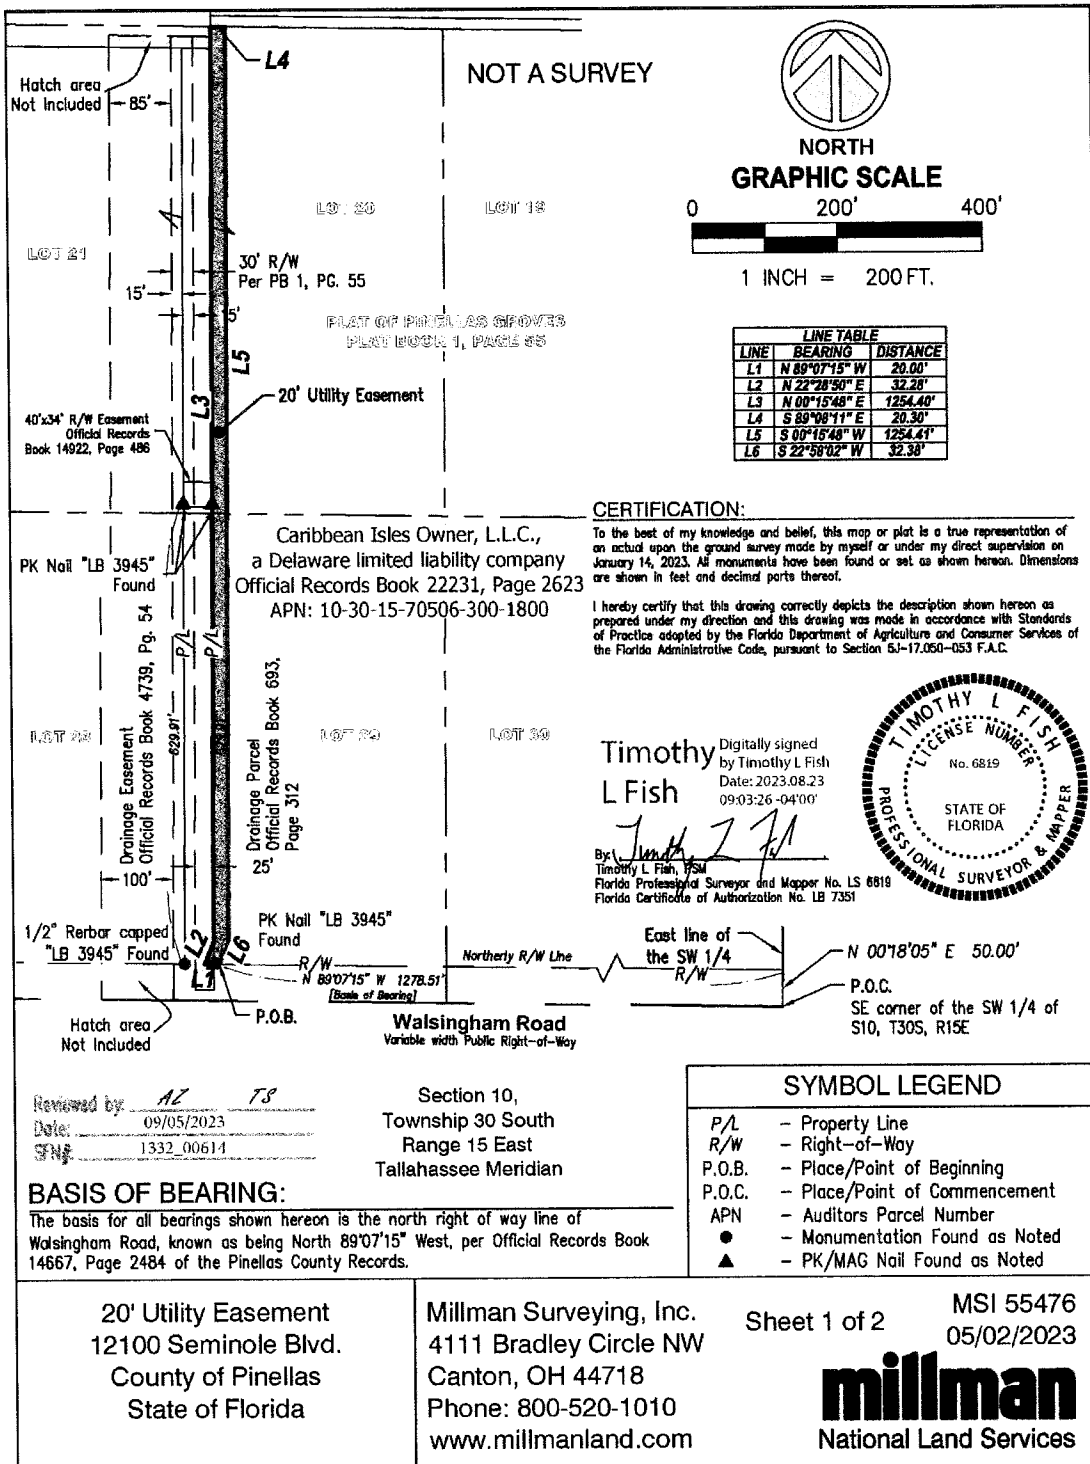 L4
Hatch area
Not Included
85'
NOT A SURVEY
NORTH
GRAPHIC SCALE
0 200' 400'
1 INCH = 200 FT.
LOT 20
LOT 19
LOT 21
30' R/W
Per PB 1, PG. 55
15'
5'
PLAT OF PINELLAS GROVES
PLAT BOOK 1, PAGE 55
L5
L3
20' Utility Easement
LINE TABLE
LINE BEARING DISTANCE
L1 N 89°07'15" W 20.00'
L2 N 22°28'50" E 32.28'
L3 N 00°15'48" E 1254.40'
L4 S 89°08'11" E 20.30'
L5 S 00°15'48" W 1254.41'
L6 S 22°58'02" W 32.38'
40'x34' R/W Easement
Official Records
Book 14922, Page 486
PK Nail "LB 3945"
Found
Caribbean Isles Owner, L.L.C.,
a Delaware limited liability company
Official Records Book 22231, Page 2623
APN: 10-30-15-70506-300-1800
CERTIFICATION:
To the best of my knowledge and belief, this map or plat is a true representation of
an actual upon the ground survey made by myself or under my direct supervision on
January 14, 2023. All monuments have been found or set as shown hereon. Dimensions
are shown in feet and decimal parts thereof.
I hereby certify that this drawing correctly depicts the description shown hereon as
prepared under my direction and this drawing was made in accordance with Standards
of Practice adopted by the Florida Department of Agriculture and Consumer Services of
the Florida Administrative Code, pursuant to Section 5J-17.050-053 F.A.C.
P/L
P/L
629.91'
Drainage Easement
Official Records Book 4739, Pg. 54
Drainage Parcel
Official Records Book 693,
Page 312
LOT 29
LOT 30
100'
25'
Timothy
L Fish
Digitally signed
by Timothy L Fish
Date: 2023.08.23
09:03:26 -04'00'
TIMOTHY L FISH
LICENSE NUMBER
No. 6819
STATE OF
FLORIDA
PROFESSIONAL SURVEYOR & MAPPER
By:
Timothy L. Fish, PSM
Florida Professional Surveyor and Mapper No. LS 6819
Florida Certificate of Authorization No. LB 7351
1/2" Rerbar capped
"LB 3945" Found
L2
L6
L1
PK Nail "LB 3945"
Found
R/W
N 89°07'15" W 1278.51'
[Basis of Bearing]
Northerly R/W Line
East line of
the SW 1/4
R/W
N 00°18'05" E 50.00'
P.O.C.
SE corner of the SW 1/4 of
S10, T30S, R15E
P.O.B.
Hatch area
Not Included
Walsingham Road
Variable width Public Right-of-Way
Reviewed by: AZ TS
Date: 09/05/2023
SFN#: 1332_00614
Section 10,
Township 30 South
Range 15 East
Tallahassee Meridian
BASIS OF BEARING:
The basis for all bearings shown hereon is the north right of way line of
Walsingham Road, known as being North 89°07'15" West, per Official Records Book
14667, Page 2484 of the Pinellas County Records.
SYMBOL LEGEND
P/L - Property Line
R/W - Right-of-Way
P.O.B. - Place/Point of Beginning
P.O.C. - Place/Point of Commencement
APN - Auditors Parcel Number
● - Monumentation Found as Noted
▲ - PK/MAG Nail Found as Noted
20' Utility Easement
12100 Seminole Blvd.
County of Pinellas
State of Florida
Millman Surveying, Inc.
4111 Bradley Circle NW
Canton, OH 44718
Phone: 800-520-1010
www.millmanland.com
Sheet 1 of 2
MSI 55476
05/02/2023
millman
National Land Services